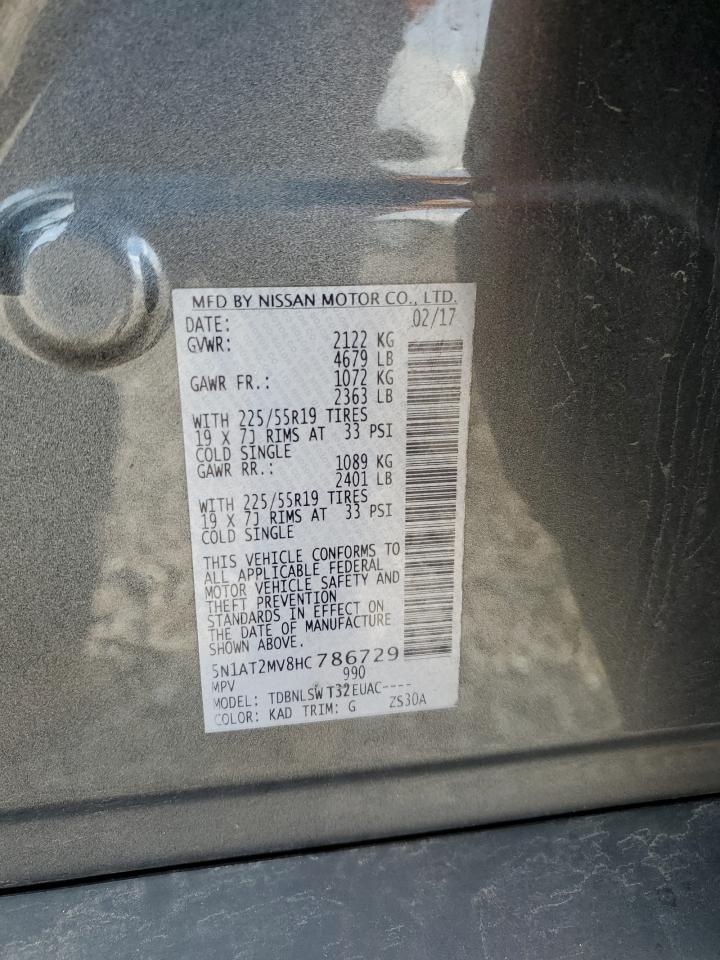 MFD BY NISSAN MOTOR CO., LTD.
DATE: 02/17
GVWR: 2122 KG
4679 LB
GAWR FR.: 1072 KG
2363 LB
WITH 225/55R19 TIRES
19 X 7J RIMS AT 33 PSI
COLD SINGLE
GAWR RR.: 1089 KG
2401 LB
WITH 225/55R19 TIRES
19 X 7J RIMS AT 33 PSI
COLD SINGLE
THIS VEHICLE CONFORMS TO
ALL APPLICABLE FEDERAL
MOTOR VEHICLE SAFETY AND
THEFT PREVENTION
STANDARDS IN EFFECT ON
THE DATE OF MANUFACTURE
SHOWN ABOVE.
5N1AT2MV8HC786729
MPV 990
MODEL: TDBNLSW T32EUAC----
COLOR: KAD TRIM: G ZS30A